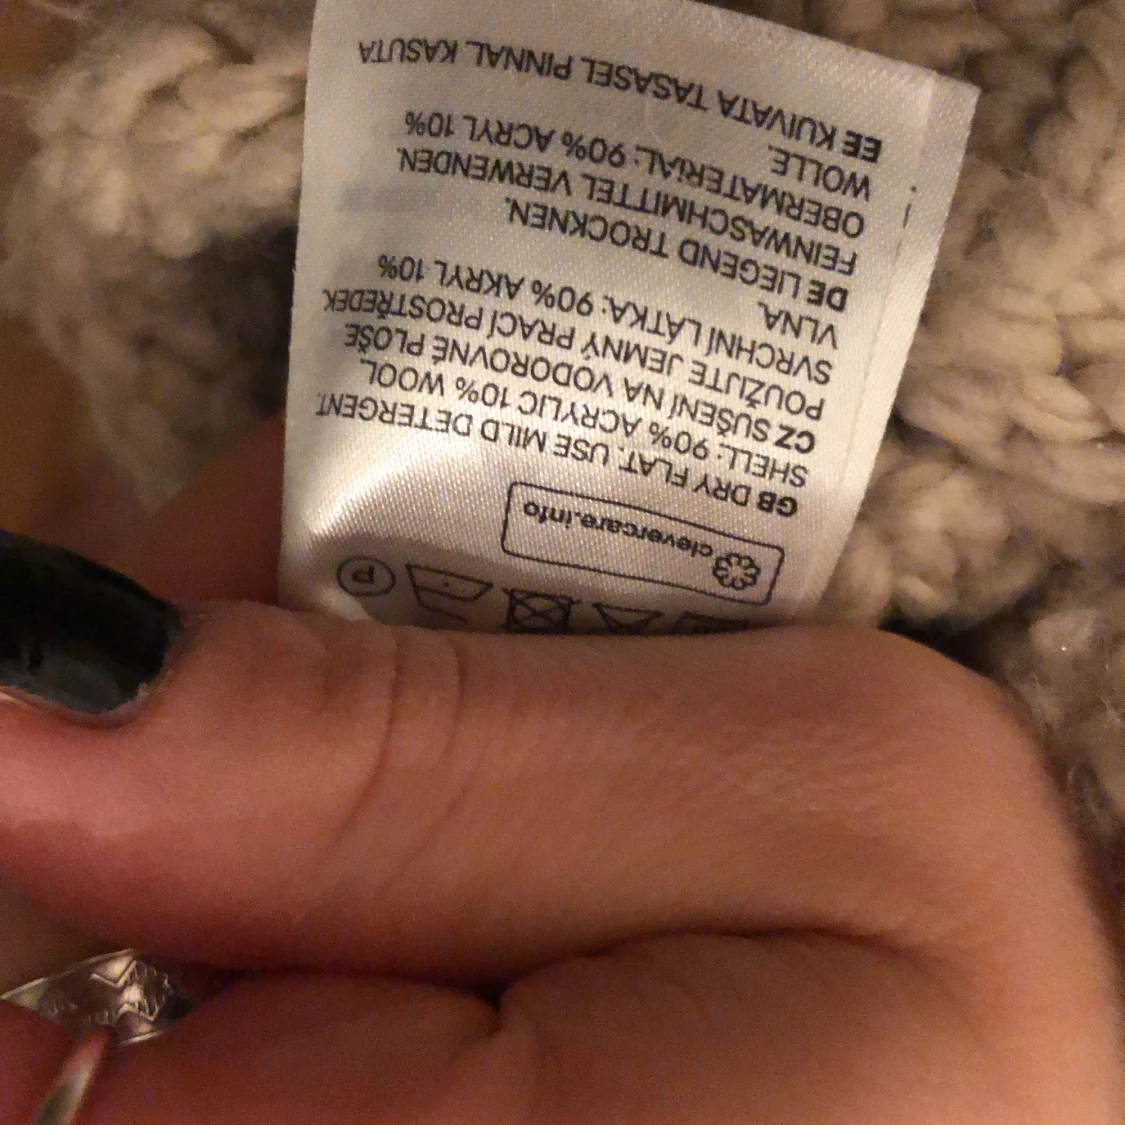 P
clevercare.info
GB DRY FLAT. USE MILD DETERGENT.
SHELL: 90% ACRYLIC 10% WOOL
CZ SUŠENÍ NA VODOROVNÉ PLOŠE
POUŽIJTE JEMNÝ PRACÍ PROSTŘEDEK
SVRCHNÍ LÁTKA: 90% AKRYL 10%
VLNA.
DE LIEGEND TROCKNEN.
FEINWASCHMITTEL VERWENDEN.
OBERMATERIAL: 90% ACRYL 10%
WOLLE.
EE KUIVATA TASASEL PINNAL. KASUTA